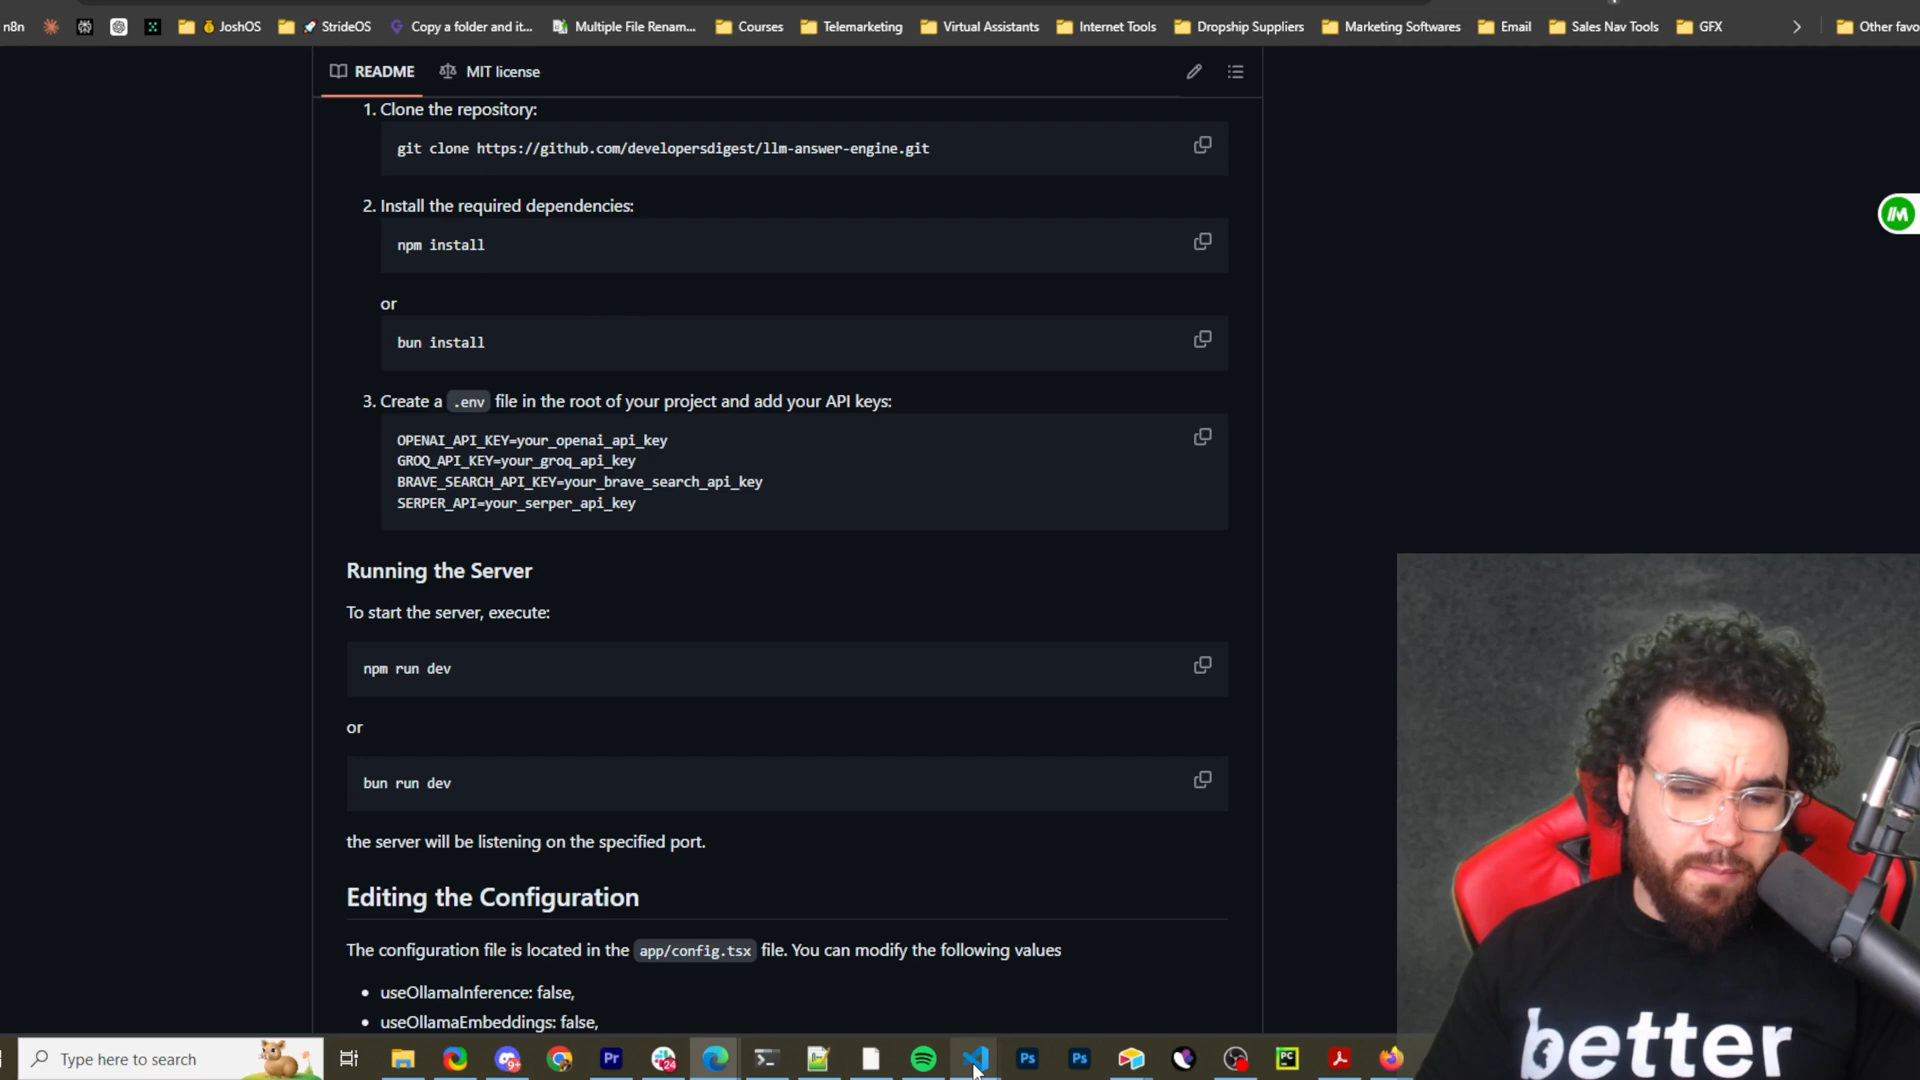 n8n
JoshOS
StrideOS
Copy a folder and it...
Multiple File Renam...
Courses
Telemarketing
Virtual Assistants
Internet Tools
Dropship Suppliers
Marketing Softwares
Email
Sales Nav Tools
GFX
Other favo
README
MIT license
1. Clone the repository:
git clone https://github.com/developersdigest/llm-answer-engine.git
2. Install the required dependencies:
npm install
or
bun install
3. Create a .env file in the root of your project and add your API keys:
OPENAI_API_KEY=your_openai_api_key
GROQ_API_KEY=your_groq_api_key
BRAVE_SEARCH_API_KEY=your_brave_search_api_key
SERPER_API=your_serper_api_key
Running the Server
To start the server, execute:
npm run dev
or
bun run dev
the server will be listening on the specified port.
Editing the Configuration
The configuration file is located in the app/config.tsx file. You can modify the following values
• useOllamaInference: false,
• useOllamaEmbeddings: false,
better
Type here to search
9+
Pr
24
Ps
Ps
PC